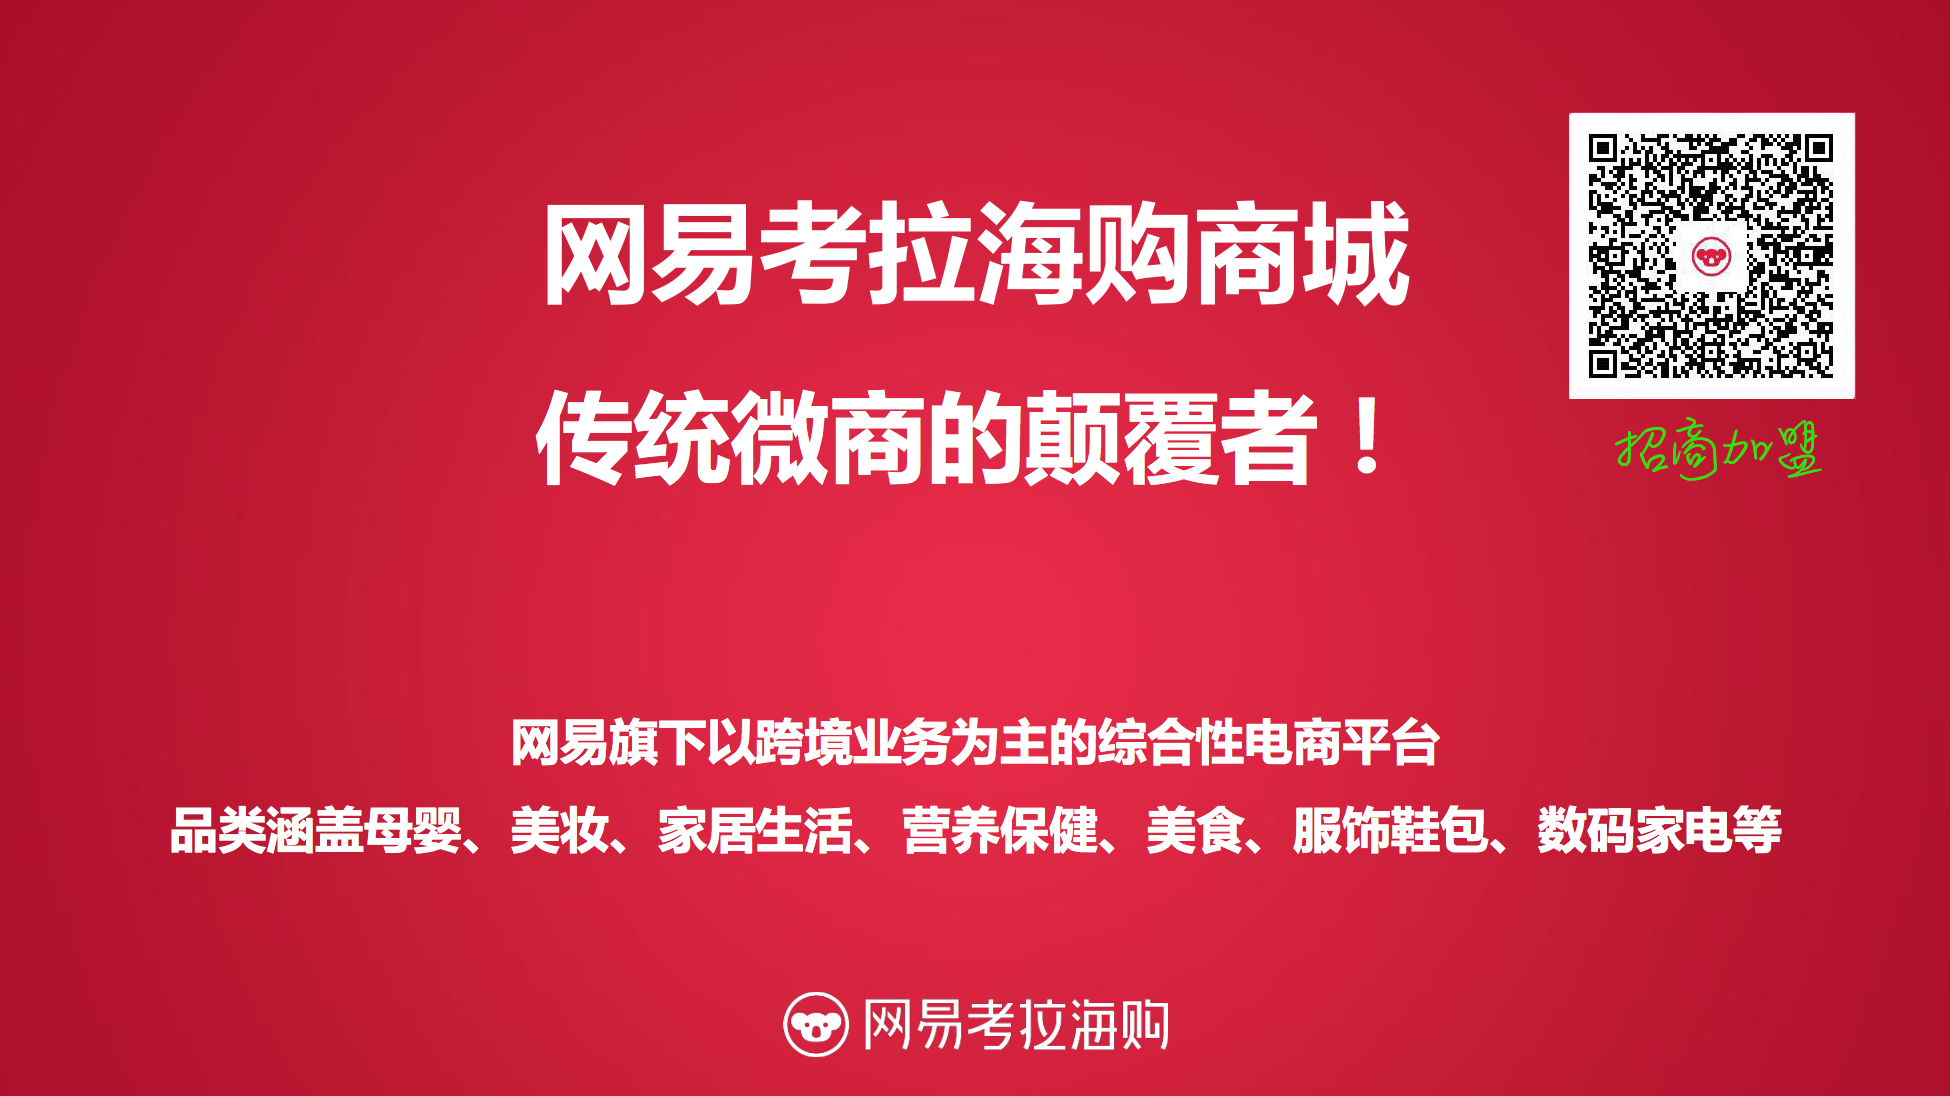 网易考拉海购商城
传统微商的颠覆者！
招商加盟
网易旗下以跨境业务为主的综合性电商平台
品类涵盖母婴、美妆、家居生活、营养保健、美食、服饰鞋包、数码家电等
网易考拉海购